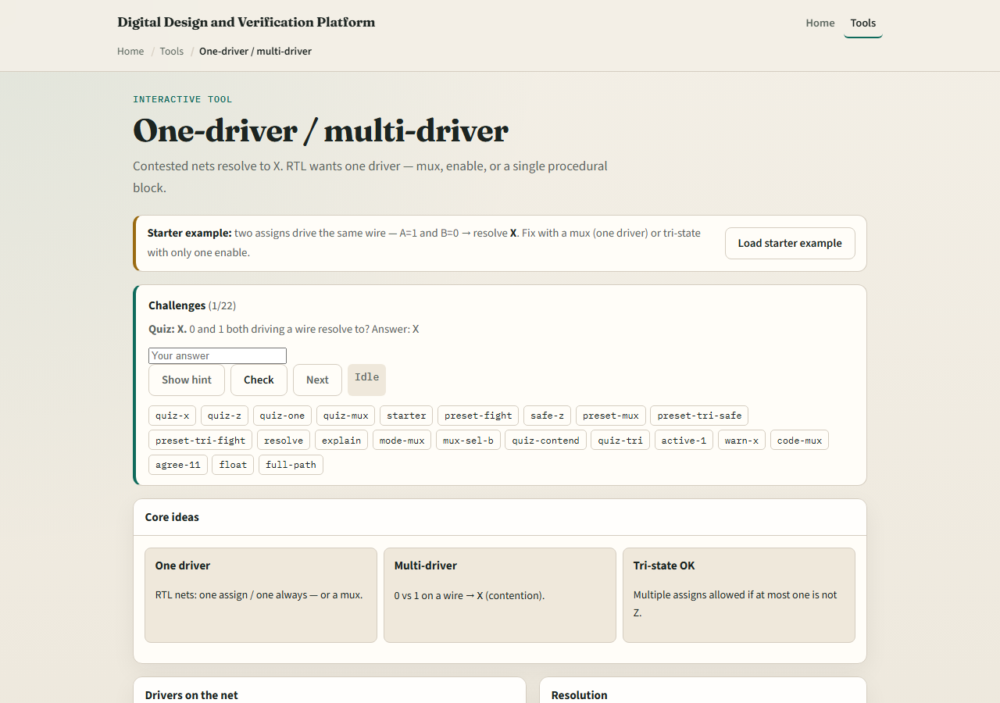 Digital Design and Verification Platform
Home Tools
Home / Tools / One-driver / multi-driver
INTERACTIVE TOOL
One-driver / multi-driver
Contested nets resolve to X. RTL wants one driver — mux, enable, or a single procedural
block.
Starter example: two assigns drive the same wire — A=1 and B=0 → resolve X. Fix with a mux (one driver) or tri-state
with only one enable.
Load starter example
Challenges (1/22)
Quiz: X. 0 and 1 both driving a wire resolve to? Answer: X
Your answer
Show hint Check Next Idle
quiz-x quiz-z quiz-one quiz-mux starter preset-fight safe-z preset-mux preset-tri-safe
preset-tri-fight resolve explain mode-mux mux-sel-b quiz-contend quiz-tri active-1 warn-x code-mux
agree-11 float full-path
Core ideas
One driver
RTL nets: one assign / one always — or a mux.
Multi-driver
0 vs 1 on a wire → X (contention).
Tri-state OK
Multiple assigns allowed if at most one is not
Z.
Drivers on the net
Resolution